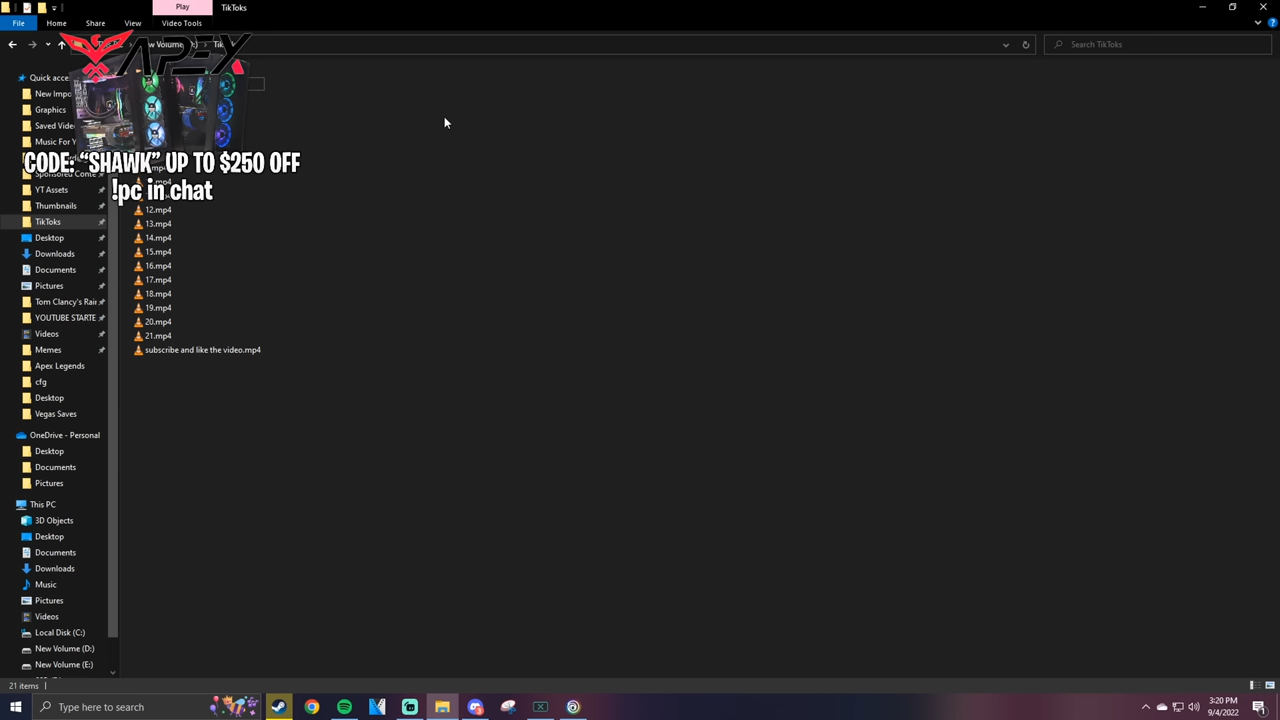 Play
TikToks
File
Home
Share
View
Video Tools
Search TikToks
APEX
Quick acce
New Impo
Graphics
Saved Vide
Music For Y
CODE: “SHAWK” UP TO $250 OFF
!pc in chat
YT Assets
Thumbnails
TikToks
Desktop
Downloads
Documents
Pictures
Tom Clancy's Rai
YOUTUBE STARTE
Videos
Memes
Apex Legends
cfg
Desktop
Vegas Saves
OneDrive - Personal
Desktop
Documents
Pictures
This PC
3D Objects
Desktop
Documents
Downloads
Music
Pictures
Videos
Local Disk (C:)
New Volume (D:)
New Volume (E:)
12.mp4
13.mp4
14.mp4
15.mp4
16.mp4
17.mp4
18.mp4
19.mp4
20.mp4
21.mp4
subscribe and like the video.mp4
21 items
Type here to search
3:20 PM
9/4/2022